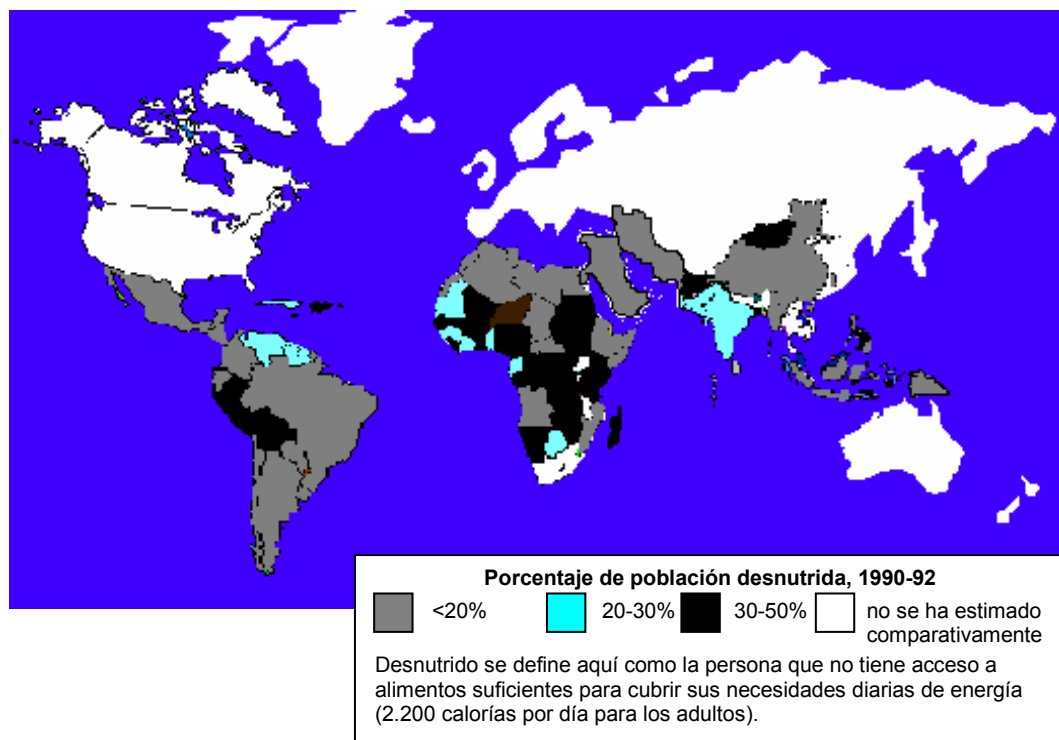 Porcentaje de población desnutrida, 1990-92
<20% 20-30% 30-50% no se ha estimado
comparativamente
Desnutrido se define aquí como la persona que no tiene acceso a
alimentos suficientes para cubrir sus necesidades diarias de energía
(2.200 calorías por día para los adultos).